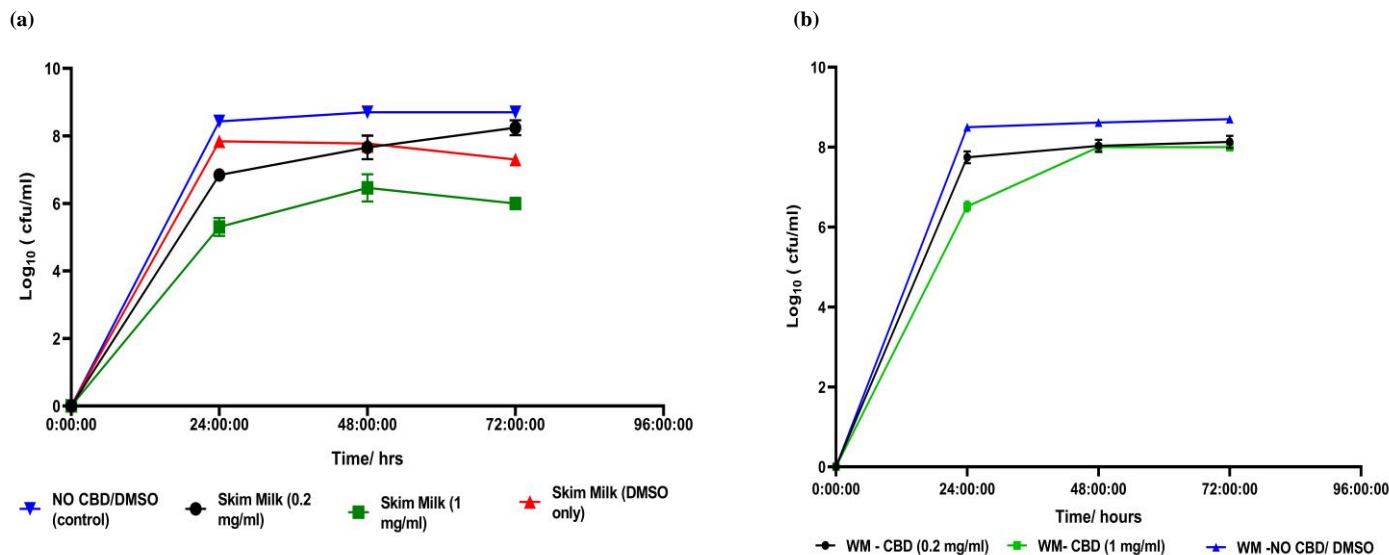 (a)
10
8
6
4
2
0
Log₁₀ ( cfu/ml)
0:00:00 24:00:00 48:00:00 72:00:00 96:00:00
Time/ hrs
NO CBD/DMSO
(control)
Skim Milk (0.2
mg/ml)
Skim Milk (1
mg/ml)
Skim Milk (DMSO
only)
(b)
10
8
6
4
2
0
Log₁₀ ( cfu/ml)
0:00:00 24:00:00 48:00:00 72:00:00 96:00:00
Time/ hours
WM - CBD (0.2 mg/ml) WM- CBD (1 mg/ml) WM -NO CBD/ DMSO